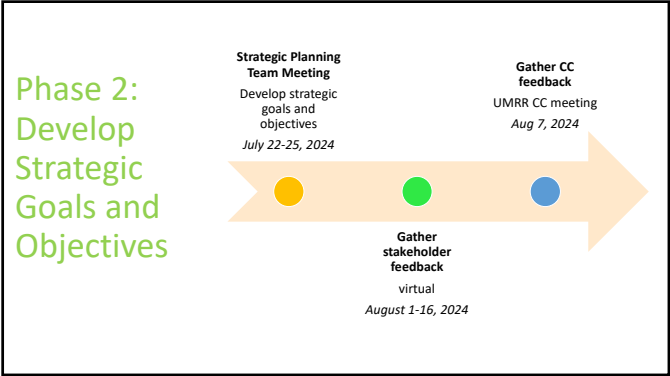 Phase 2:
Develop
Strategic
Goals and
Objectives
Strategic Planning
Team Meeting
Develop strategic
goals and
objectives
July 22-25, 2024
Gather
stakeholder
feedback
virtual
August 1-16, 2024
Gather CC
feedback
UMRR CC meeting
Aug 7, 2024